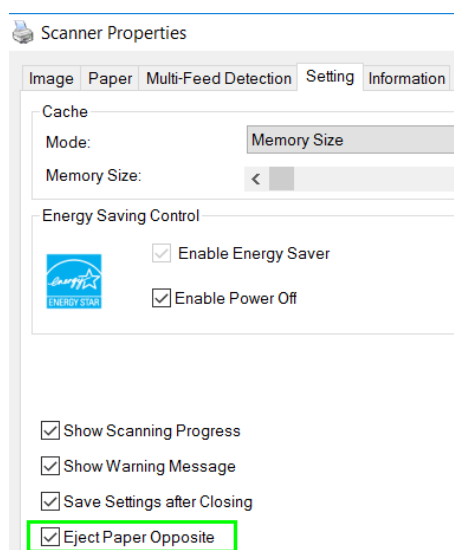 Scanner Properties
Image Paper Multi-Feed Detection Setting Information
Cache
Mode: Memory Size
Memory Size:
Energy Saving Control
Enable Energy Saver
energy
ENERGY STAR
Enable Power Off
Show Scanning Progress
Show Warning Message
Save Settings after Closing
Eject Paper Opposite